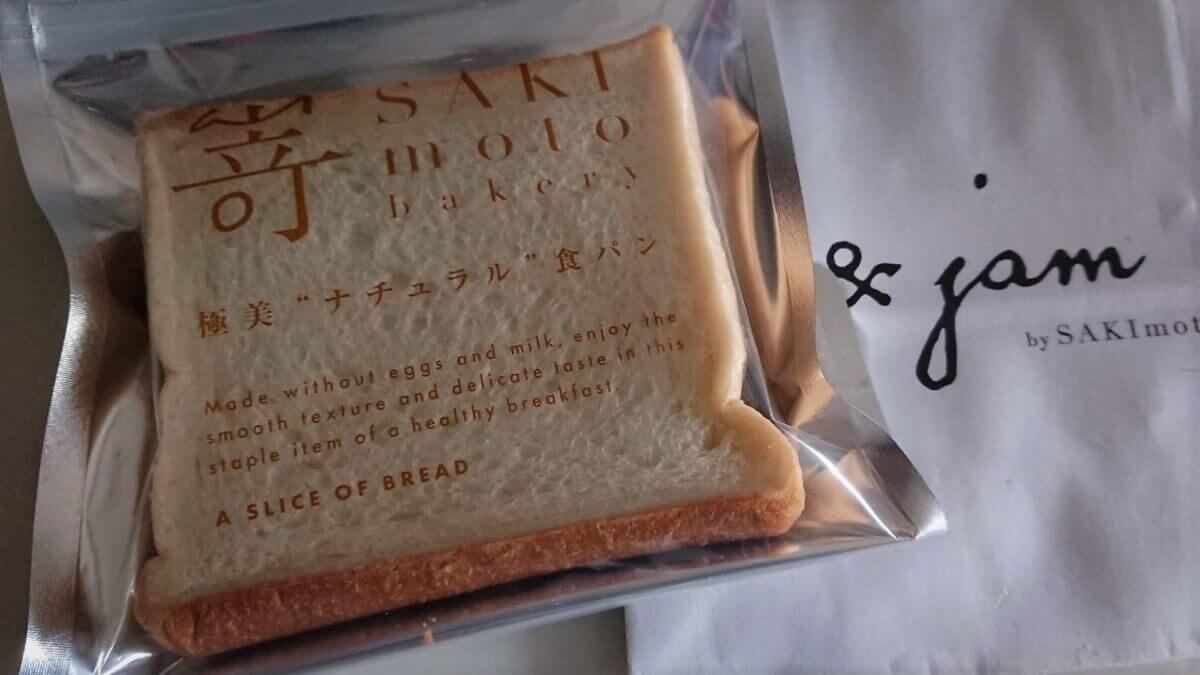 嵜
SAKI
moto
bakery
極美“ナチュラル”食パン
Made without eggs and milk, enjoy the
smooth texture and delicate taste in this
staple item of a healthy breakfast.
A SLICE OF BREAD
& jam
by SAKImot